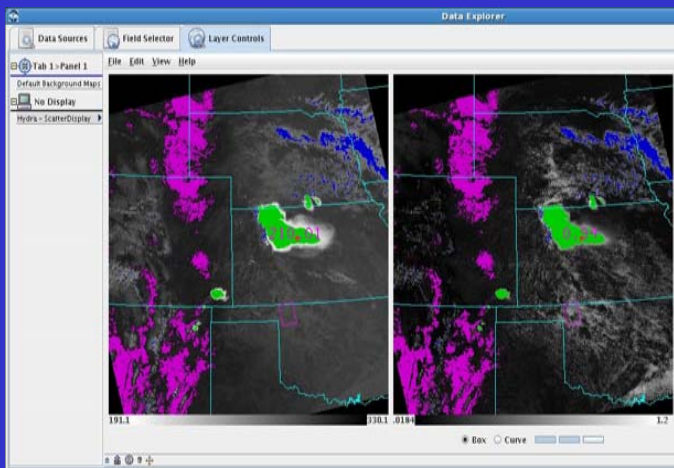 Data Explorer
Data Sources
Field Selector
Layer Controls
Tab 1>Panel 1
Default Background Maps
No Display
Hydra - ScatterDisplay
File Edit View Help
191.1
330.1
.0184
1.2
Box
Curve